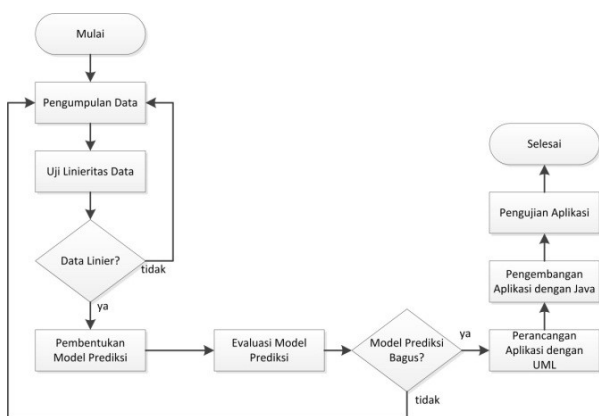 Mulai
Pengumpulan Data
Uji Linieritas Data
Data Linier?
tidak
ya
Pembentukan
Model Prediksi
Evaluasi Model
Prediksi
Model Prediksi
Bagus?
ya
tidak
Perancangan
Aplikasi dengan
UML
Pengembangan
Aplikasi dengan Java
Pengujian Aplikasi
Selesai